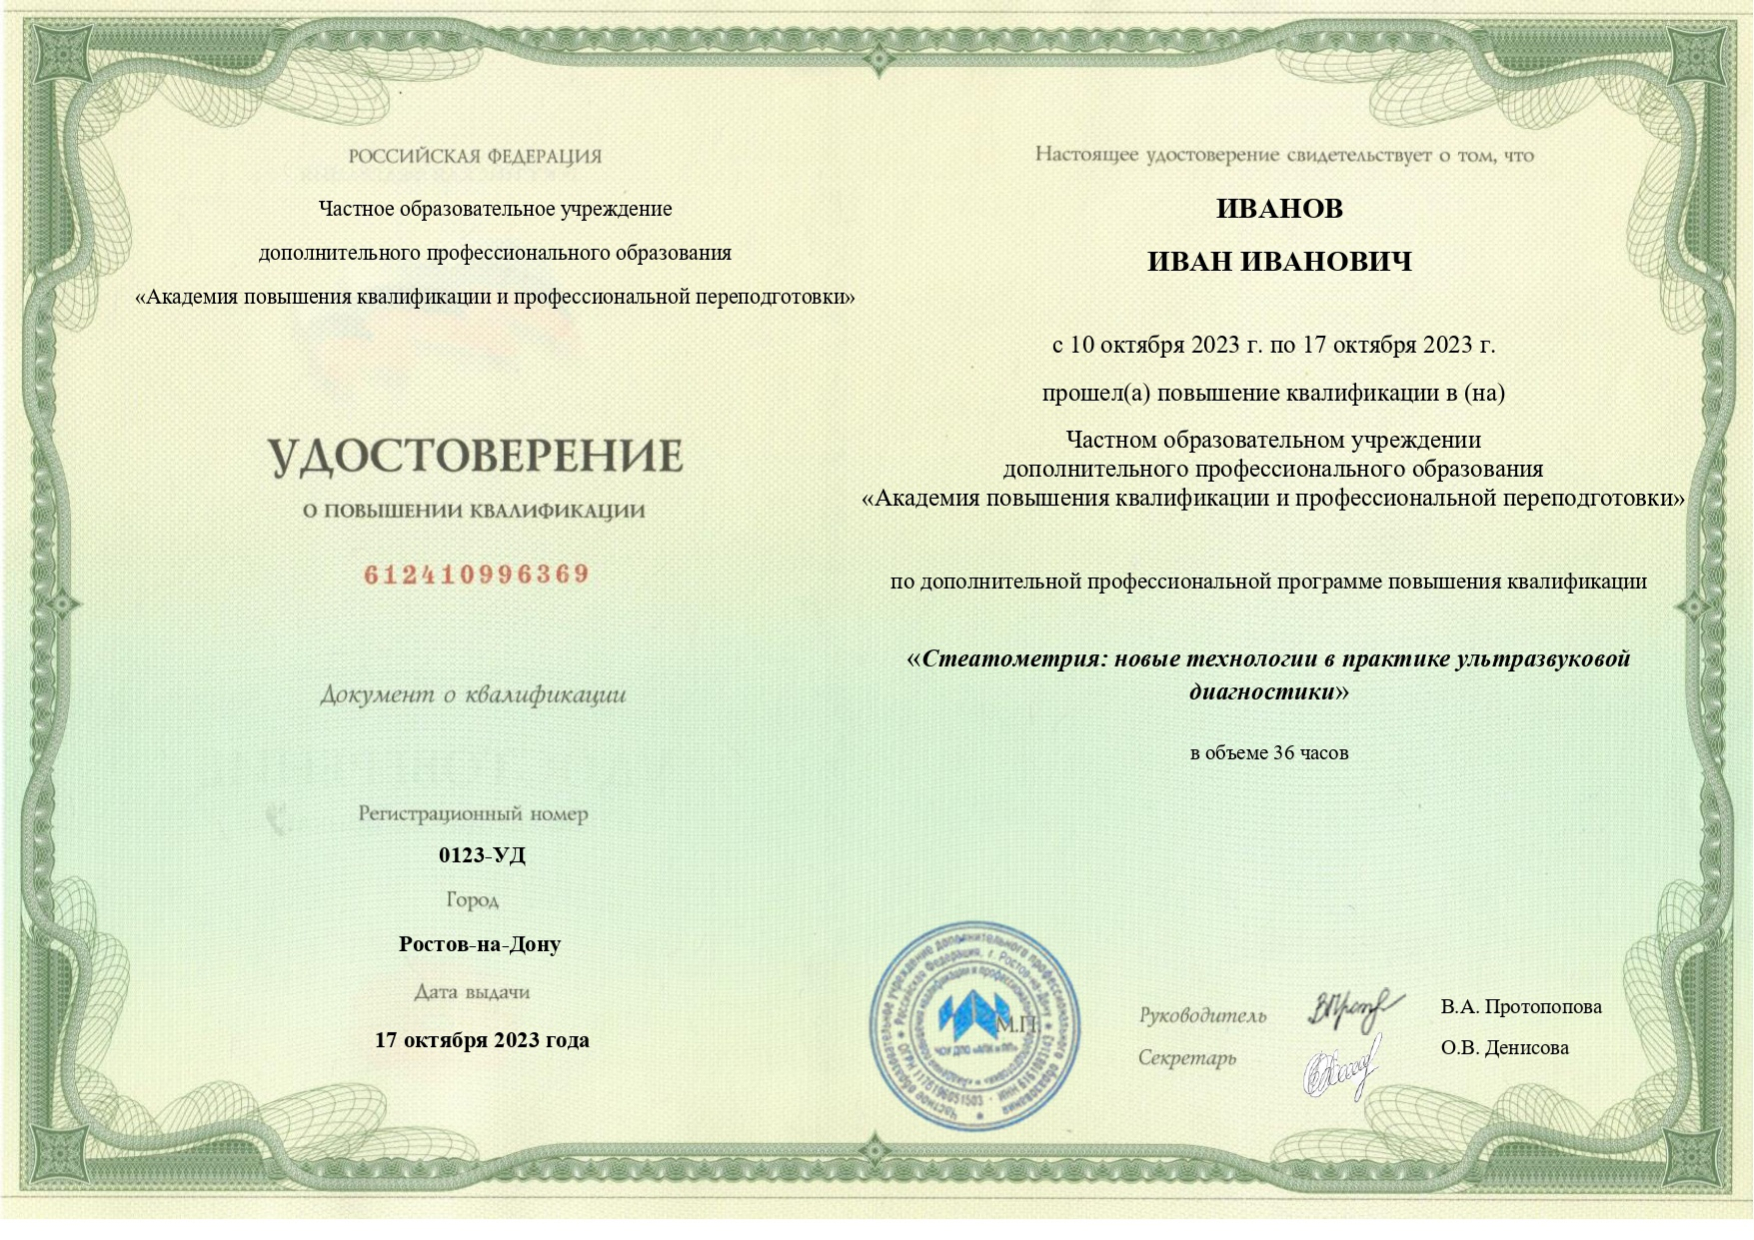 РОССИЙСКАЯ ФЕДЕРАЦИЯ
Частное образовательное учреждение
дополнительного профессионального образования
«Академия повышения квалификации и профессиональной переподготовки»
УДОСТОВЕРЕНИЕ
О ПОВЫШЕНИИ КВАЛИФИКАЦИИ
612410996369
Документ о квалификации
Регистрационный номер
0123-УД
Город
Ростов-на-Дону
Дата выдачи
17 октября 2023 года
Настоящее удостоверение свидетельствует о том, что
ИВАНОВ
ИВАН ИВАНОВИЧ
с 10 октября 2023 г. по 17 октября 2023 г.
прошел(а) повышение квалификации в (на)
Частном образовательном учреждении
дополнительного профессионального образования
«Академия повышения квалификации и профессиональной переподготовки»
по дополнительной профессиональной программе повышения квалификации
«Стеатометрия: новые технологии в практике ультразвуковой
диагностики»
в объеме 36 часов
М.П.
Руководитель
В.А. Протопопова
Секретарь
О.В. Денисова